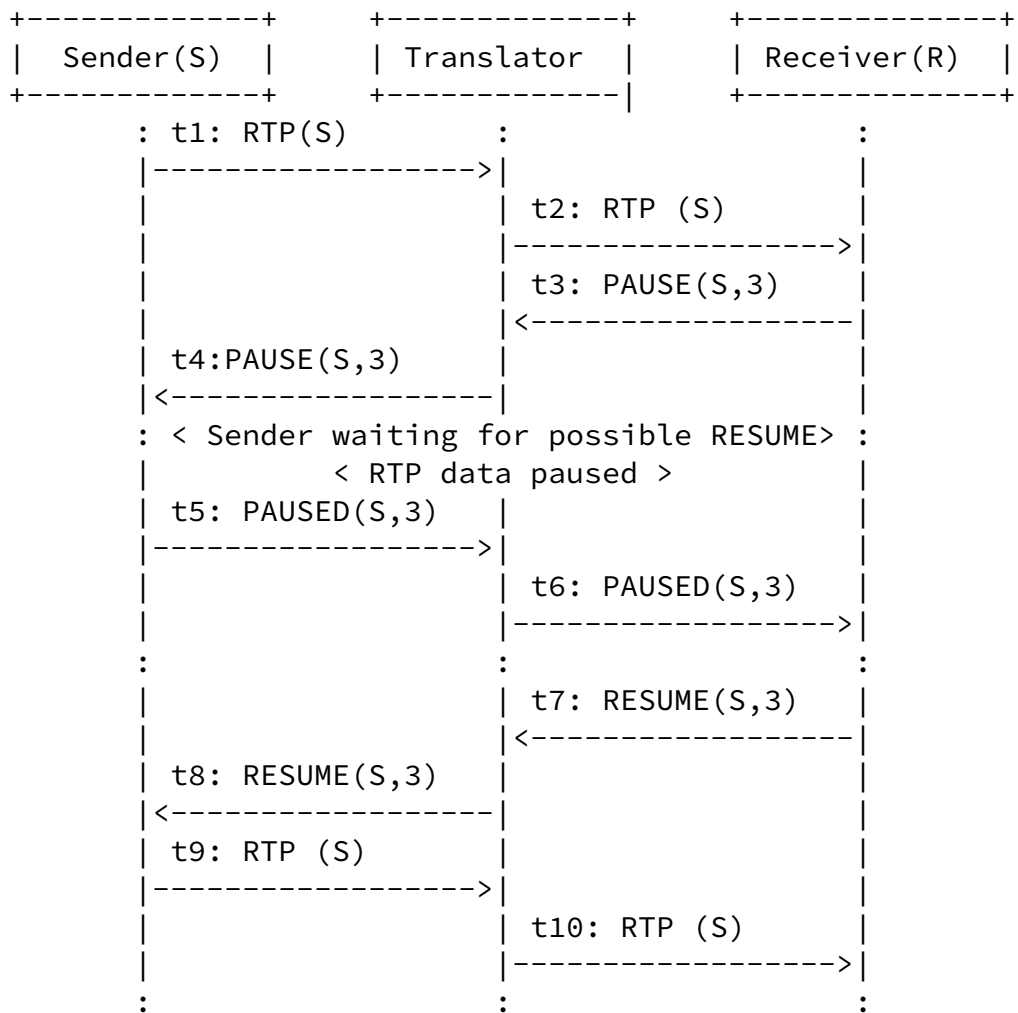 +-------------+     +-------------+     +--------------+
|  Sender(S)  |     | Translator  |     | Receiver(R)  |
+-------------+     +-------------|     +--------------+
       : t1: RTP(S)        :                   :
       |------------------>|                   |
       |                   | t2: RTP (S)       |
       |                   |------------------>|
       |                   | t3: PAUSE(S,3)    |
       |                   |<------------------|
       | t4:PAUSE(S,3)     |                   |
       |<------------------|                   |
       : < Sender waiting for possible RESUME> :
       |          < RTP data paused >          |
       | t5: PAUSED(S,3)   |                   |
       |------------------>|                   |
       |                   | t6: PAUSED(S,3)   |
       |                   |------------------>|
       :                   :                   :
       |                   | t7: RESUME(S,3)   |
       |                   |<------------------|
       | t8: RESUME(S,3)   |                   |
       |<------------------|                   |
       | t9: RTP (S)       |                   |
       |------------------>|                   |
       |                   | t10: RTP (S)      |
       |                   |------------------>|
       :                   :                   :